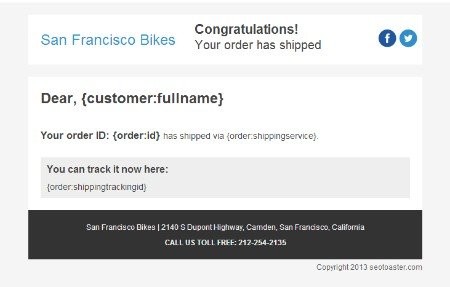 San Francisco Bikes
Congratulations!
Your order has shipped
Dear, {customer:fullname}
Your order ID: {order:id} has shipped via {order:shippingservice}.
You can track it now here:
{order:shippingtrackingid}
San Francisco Bikes | 2140 S Dupont Highway, Camden, San Francisco, California
CALL US TOLL FREE: 212-254-2135
Copyright 2013 seotoaster.com